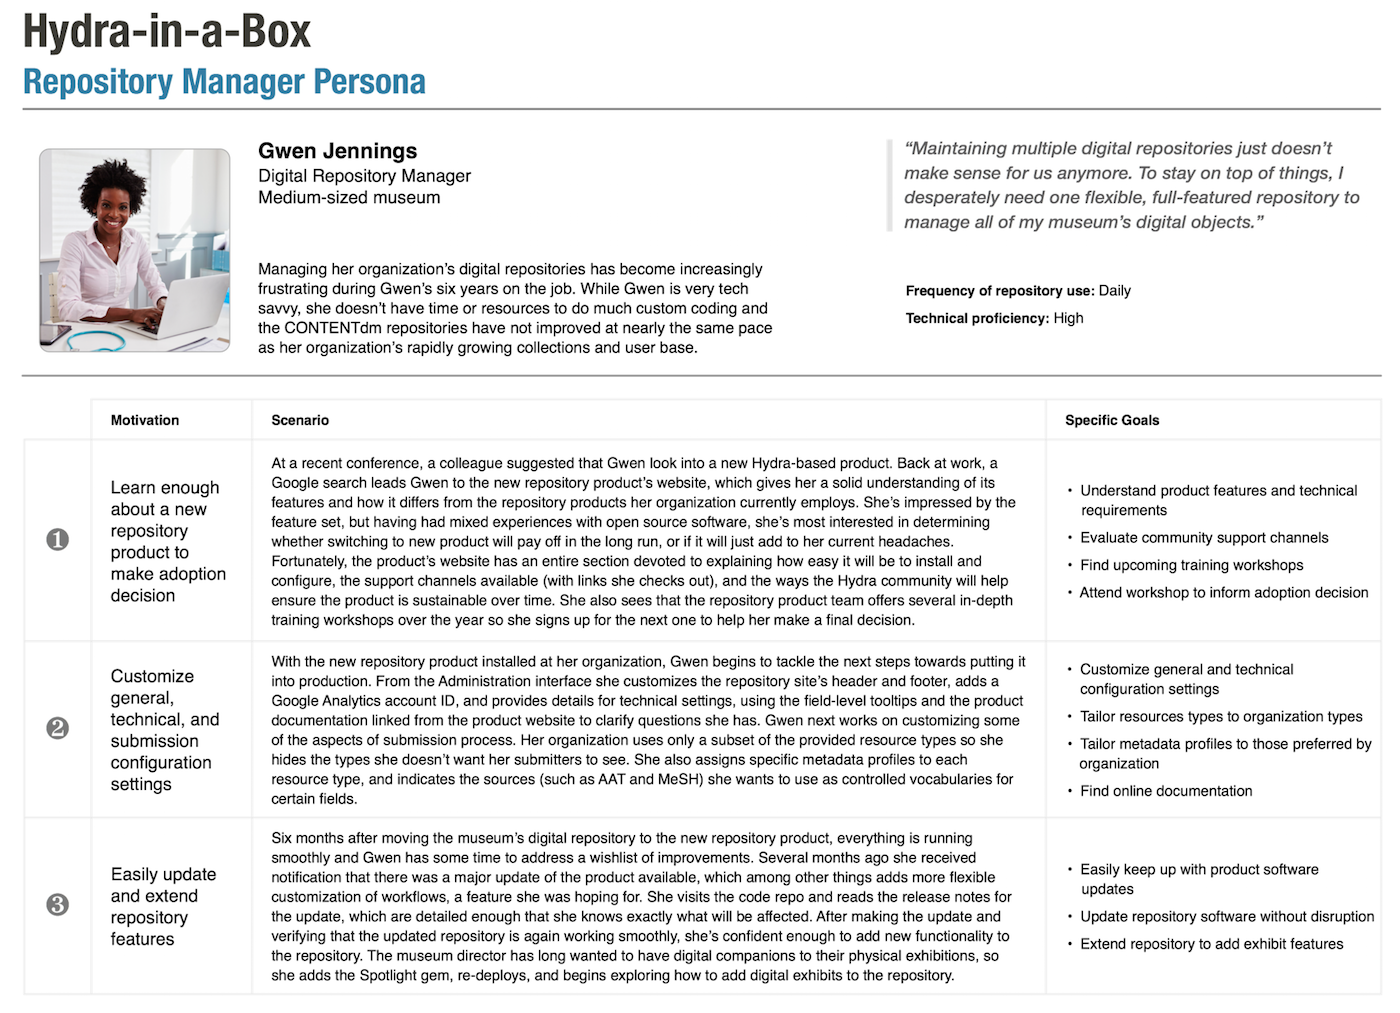 Hydra-in-a-Box
Repository Manager Persona
Gwen Jennings
Digital Repository Manager
Medium-sized museum
Managing her organization’s digital repositories has become increasingly
frustrating during Gwen’s six years on the job. While Gwen is very tech
savvy, she doesn’t have time or resources to do much custom coding and
the CONTENTdm repositories have not improved at nearly the same pace
as her organization’s rapidly growing collections and user base.
“Maintaining multiple digital repositories just doesn’t
make sense for us anymore. To stay on top of things, I
desperately need one flexible, full-featured repository to
manage all of my museum’s digital objects.”
Frequency of repository use: Daily
Technical proficiency: High
Motivation
Scenario
Specific Goals
1
Learn enough
about a new
repository
product to
make adoption
decision
At a recent conference, a colleague suggested that Gwen look into a new Hydra-based product. Back at work, a
Google search leads Gwen to the new repository product’s website, which gives her a solid understanding of its
features and how it differs from the repository products her organization currently employs. She’s impressed by the
feature set, but having had mixed experiences with open source software, she’s most interested in determining
whether switching to new product will pay off in the long run, or if it will just add to her current headaches.
Fortunately, the product’s website has an entire section devoted to explaining how easy it will be to install and
configure, the support channels available (with links she checks out), and the ways the Hydra community will help
ensure the product is sustainable over time. She also sees that the repository product team offers several in-depth
training workshops over the year so she signs up for the next one to help her make a final decision.
• Understand product features and technical
requirements
• Evaluate community support channels
• Find upcoming training workshops
• Attend workshop to inform adoption decision
2
Customize
general,
technical, and
submission
configuration
settings
With the new repository product installed at her organization, Gwen begins to tackle the next steps towards putting it
into production. From the Administration interface she customizes the repository site’s header and footer, adds a
Google Analytics account ID, and provides details for technical settings, using the field-level tooltips and the product
documentation linked from the product website to clarify questions she has. Gwen next works on customizing some
of the aspects of submission process. Her organization uses only a subset of the provided resource types so she
hides the types she doesn’t want her submitters to see. She also assigns specific metadata profiles to each
resource type, and indicates the sources (such as AAT and MeSH) she wants to use as controlled vocabularies for
certain fields.
• Customize general and technical
configuration settings
• Tailor resources types to organization types
• Tailor metadata profiles to those preferred by
organization
• Find online documentation
3
Easily update
and extend
repository
features
Six months after moving the museum’s digital repository to the new repository product, everything is running
smoothly and Gwen has some time to address a wishlist of improvements. Several months ago she received
notification that there was a major update of the product available, which among other things adds more flexible
customization of workflows, a feature she was hoping for. She visits the code repo and reads the release notes for
the update, which are detailed enough that she knows exactly what will be affected. After making the update and
verifying that the updated repository is again working smoothly, she’s confident enough to add new functionality to
the repository. The museum director has long wanted to have digital companions to their physical exhibitions, so
she adds the Spotlight gem, re-deploys, and begins exploring how to add digital exhibits to the repository.
• Easily keep up with product software
updates
• Update repository software without disruption
• Extend repository to add exhibit features